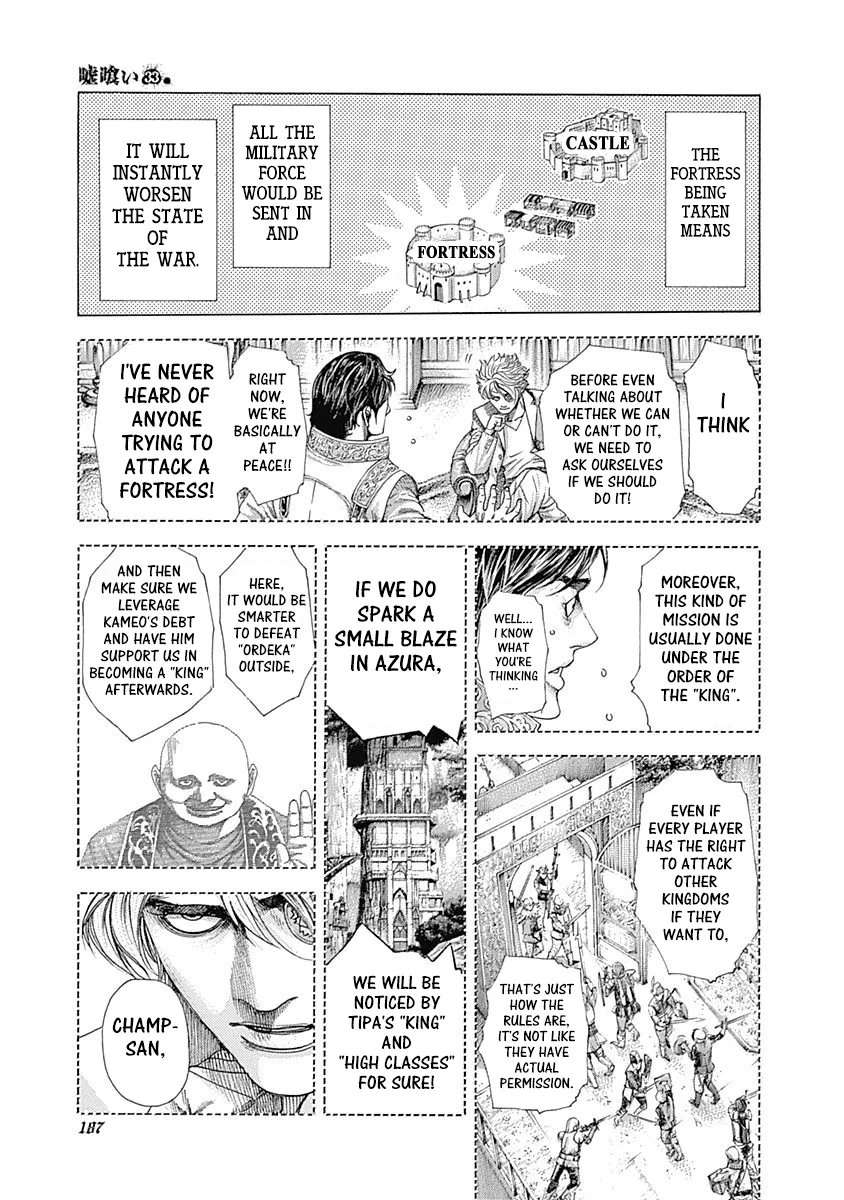 嘘喰い 33
THE
FORTRESS
BEING
TAKEN
MEANS
CASTLE
FORTRESS
ALL THE
MILITARY
FORCE
WOULD BE
SENT IN
AND
IT WILL
INSTANTLY
WORSEN
THE STATE
OF
THE WAR.
I
THINK
BEFORE EVEN
TALKING ABOUT
WHETHER WE CAN
OR CAN'T DO IT,
WE NEED TO
ASK OURSELVES
IF WE SHOULD
DO IT!
RIGHT
NOW,
WE'RE
BASICALLY
AT
PEACE!!
I'VE NEVER
HEARD OF
ANYONE
TRYING TO
ATTACK A
FORTRESS!
MOREOVER,
THIS KIND OF
MISSION IS
USUALLY DONE
UNDER THE
ORDER OF
THE "KING".
WELL...
I KNOW
WHAT
YOU'RE
THINKING
...
EVEN IF
EVERY PLAYER
HAS THE RIGHT
TO ATTACK
OTHER
KINGDOMS
IF THEY
WANT TO,
THAT'S JUST
HOW THE
RULES ARE,
IT'S NOT LIKE
THEY HAVE
ACTUAL
PERMISSION.
IF WE DO
SPARK A
SMALL BLAZE
IN AZURA,
WE WILL BE
NOTICED BY
TIPA'S "KING"
AND
"HIGH CLASSES"
FOR SURE!
HERE,
IT WOULD BE
SMARTER
TO DEFEAT
"ORDEKA"
OUTSIDE,
AND THEN
MAKE SURE WE
LEVERAGE
KAMEO'S DEBT
AND HAVE HIM
SUPPORT US IN
BECOMING A "KING"
AFTERWARDS.
CHAMP-
SAN,
187